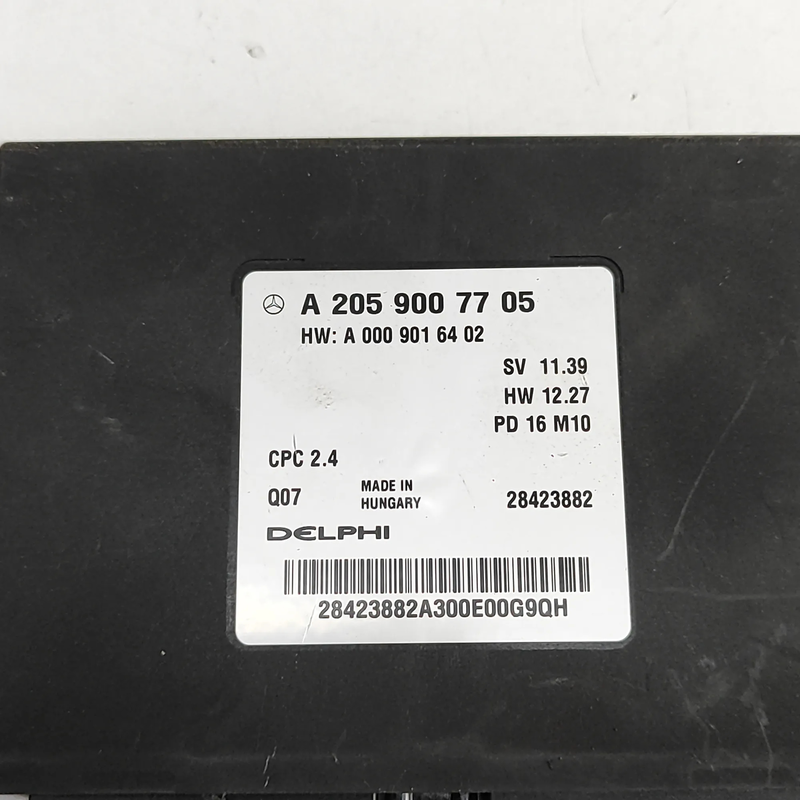 A 205 900 77 05
HW: A 000 901 64 02
SV 11.39
HW 12.27
PD 16 M10
CPC 2.4
Q07
MADE IN
HUNGARY
28423882
DELPHI
28423882A300E00G9QH